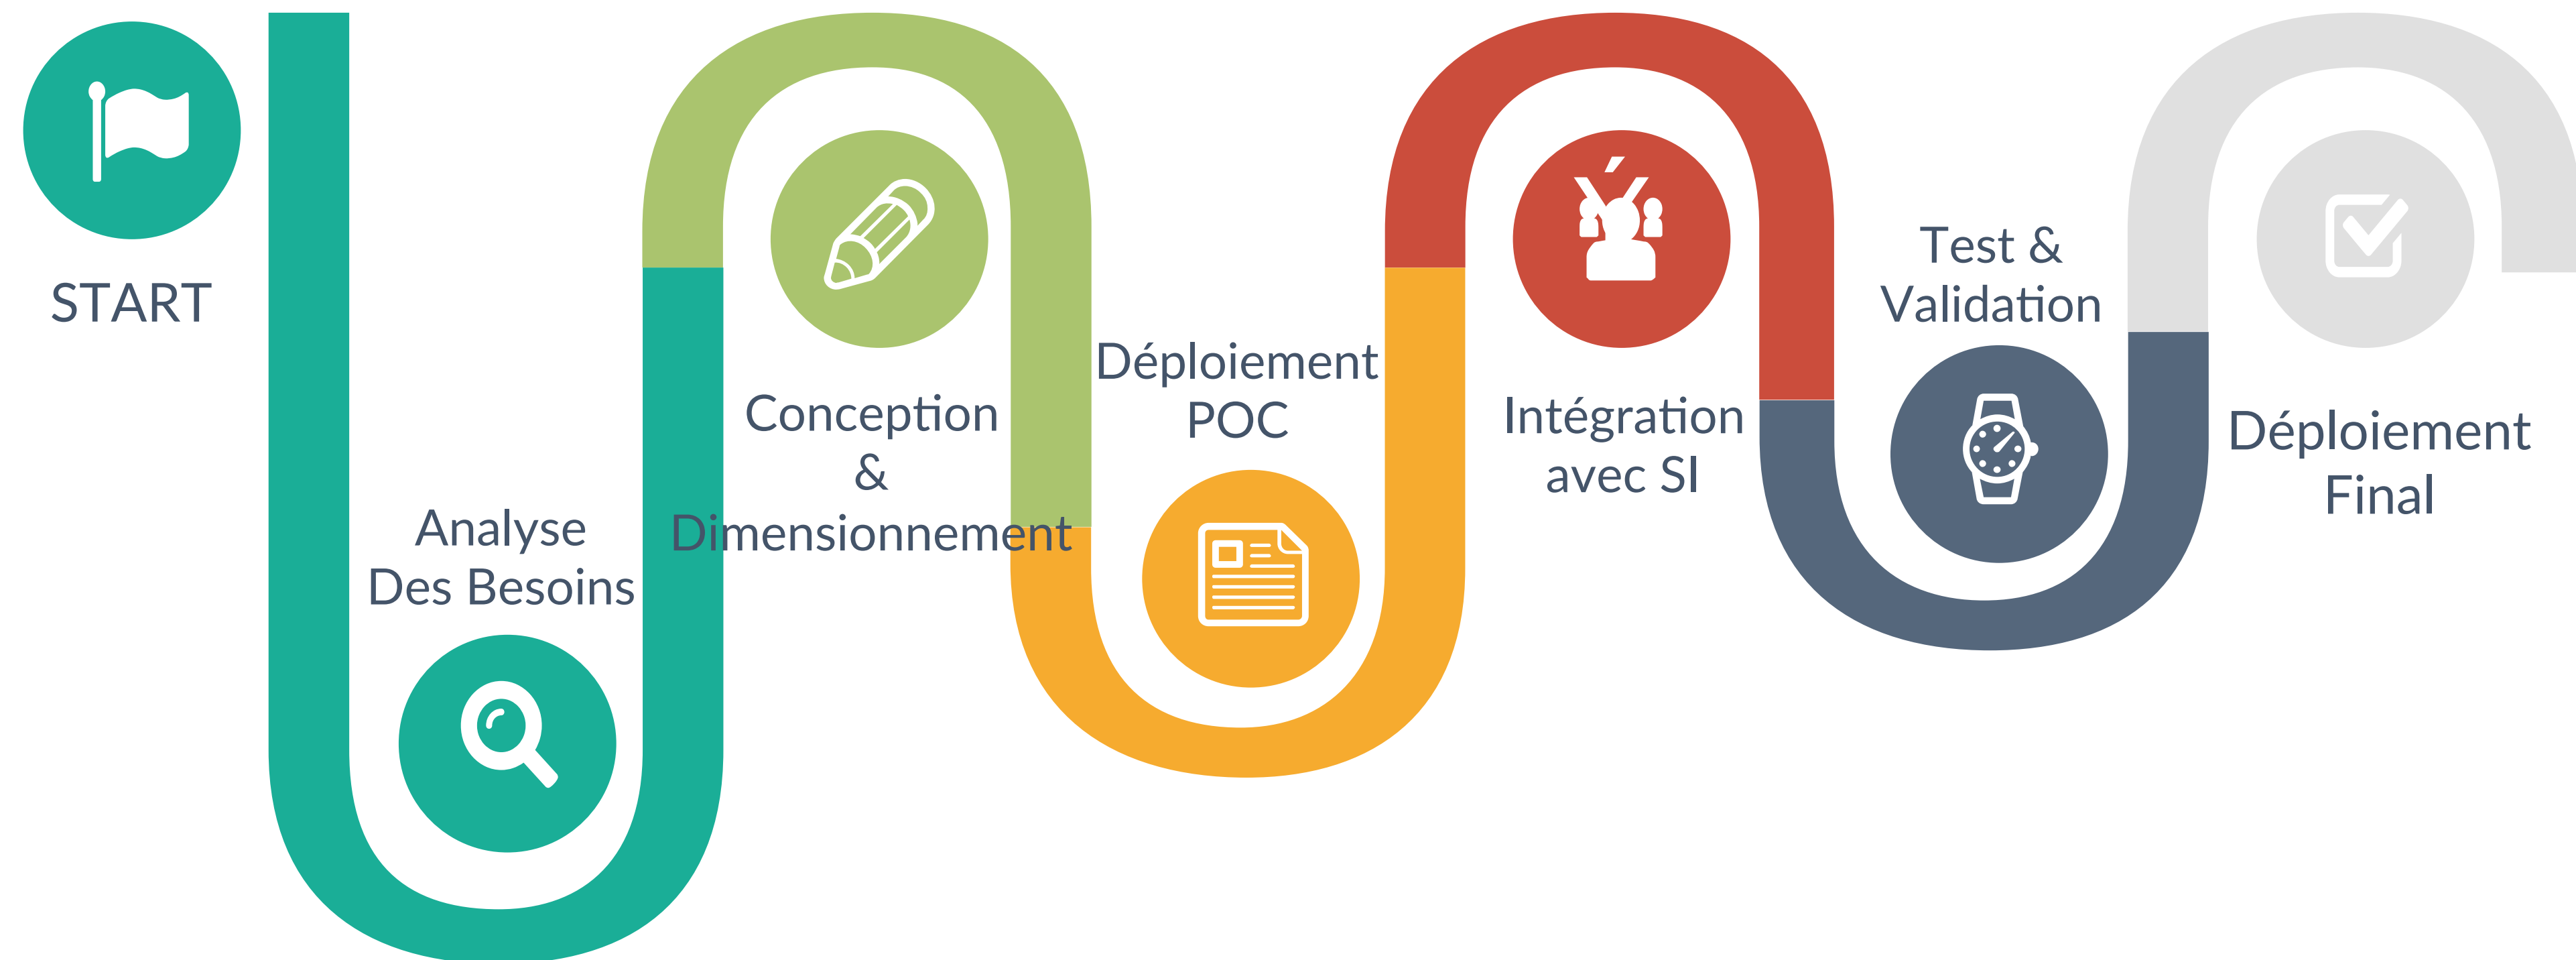 START
Analyse
Des Besoins
Conception
&
Dimensionnement
Déploiement
POC
Intégration
avec SI
Test &
Validation
Déploiement
Final